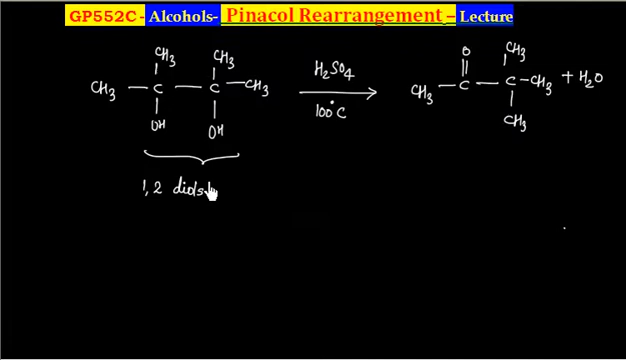 GP552C- Alcohols- Pinacol Rearrangement – Lecture
CH3 CH3 O CH3
CH3 – C – C – CH3 H2SO4 CH3 – C – C – CH3 + H2O
OH OH 100°C CH3
1,2 diols